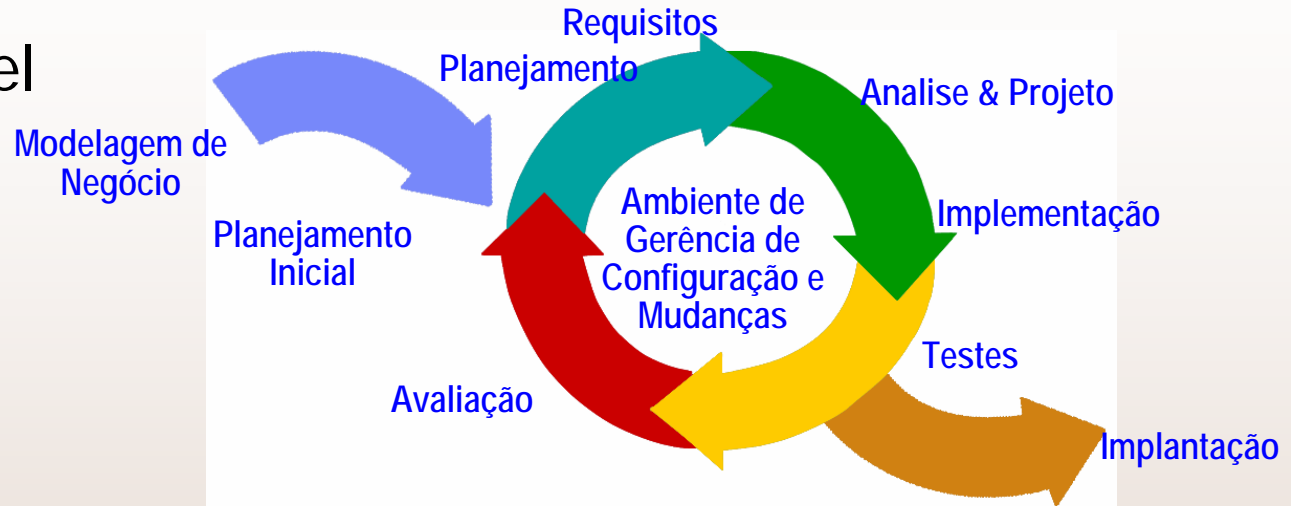 el
Requisitos
Planejamento
Analise & Projeto
Modelagem de
Negócio
Planejamento
Inicial
Ambiente de
Gerência de
Configuração e
Mudanças
Implementação
Testes
Avaliação
Implantação